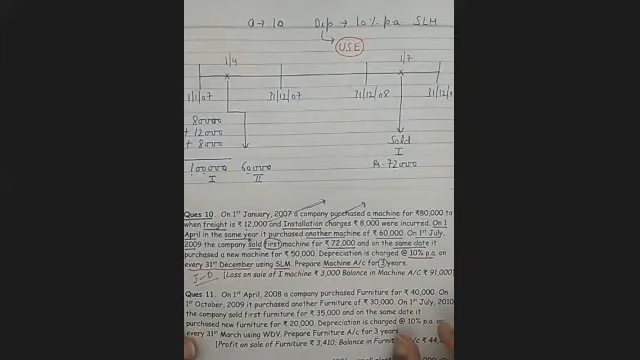 Q → 10 Dep → 10% p.a SLM
USE
1/4 1/7
1/1/07 31/12/07 31/12/08 31/12/0
80000
+ 12000
+ 8000
100000 60000
I II
Sold
I
Rs. 72000
Ques 10. On 1st January, 2007 a company purchased a machine for ₹80,000 to
when freight is ₹ 12,000 and Installation charges ₹ 8,000 were incurred. On 1
April in the same year it purchased another machine of ₹ 60,000. On 1st July,
2009 the company sold (first) machine for ₹ 72,000 and on the same date it
purchased a new machine for ₹ 50,000. Depreciation is charged @ 10% p.a. on
every 31st December using SLM. Prepare Machine A/c for 3 years.
[Loss on sale of I machine ₹ 3,000 Balance in Machine A/c ₹ 91,000]
Ques 11. On 1st April, 2008 a company purchased Furniture for ₹ 40,000. On
October, 2009 it purchased another Furniture of ₹ 30,000. On 1st July, 2010
the company sold first furniture for ₹ 35,000 and on the same date it
purchased new furniture for ₹ 20,000. Depreciation is charged @ 10% p.a. on
every 31st March using WDV. Prepare Furniture A/c for 3 years
[Profit on sale of Furniture ₹ 3,410; Balance in Furnit A/c ₹ 44,